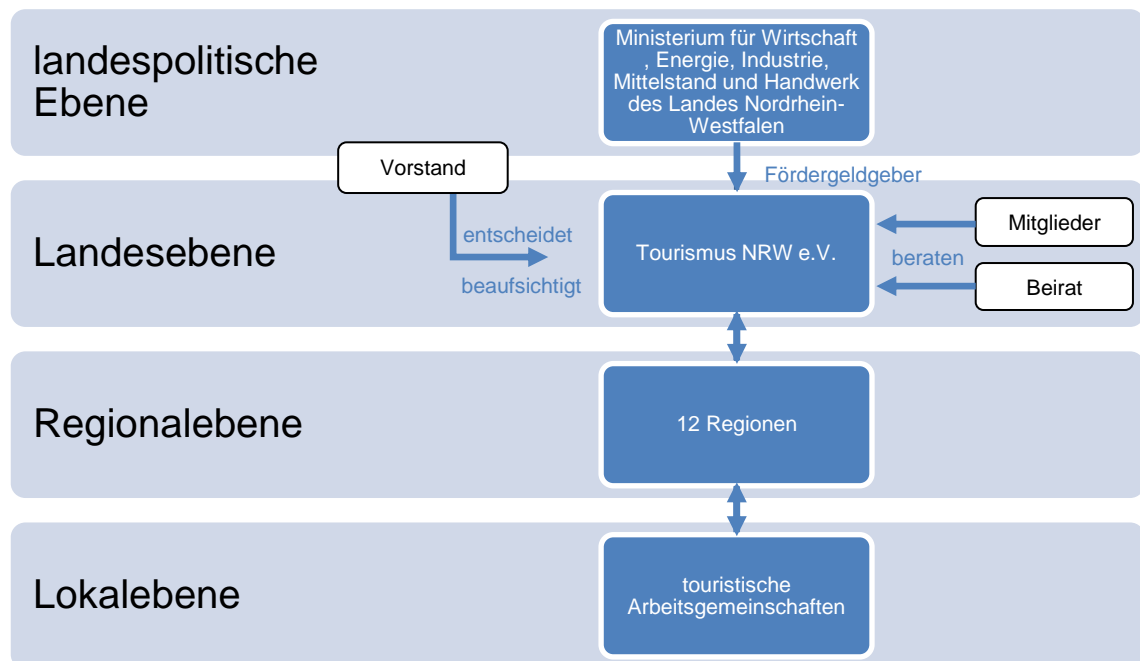 landespolitische
Ebene
Ministerium für Wirtschaft
, Energie, Industrie,
Mittelstand und Handwerk
des Landes Nordrhein-
Westfalen
Vorstand
Fördergeldgeber
Landesebene
entscheidet
beaufsichtigt
Tourismus NRW e.V.
Mitglieder
beraten
Beirat
Regionalebene
12 Regionen
Lokalebene
touristische
Arbeitsgemeinschaften